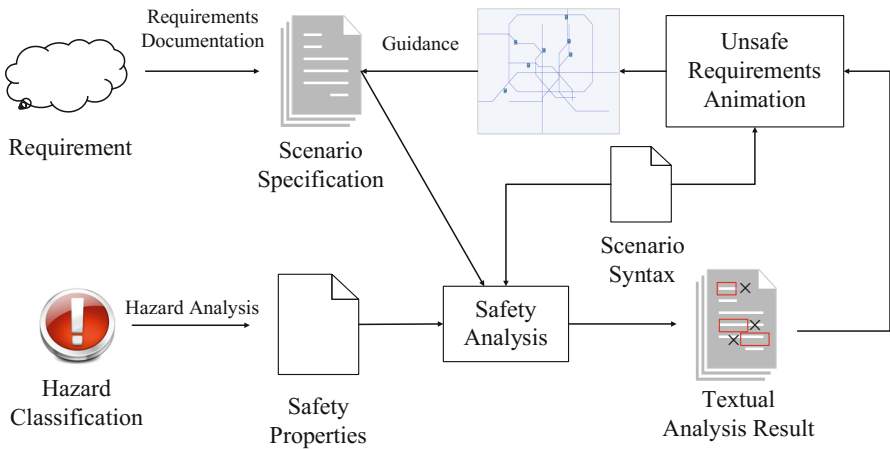 Requirements
Documentation
Guidance
Unsafe
Requirements
Animation
Requirement
Scenario
Specification
Scenario
Syntax
Hazard Analysis
Safety
Analysis
Hazard
Classification
Safety
Properties
Textual
Analysis Result